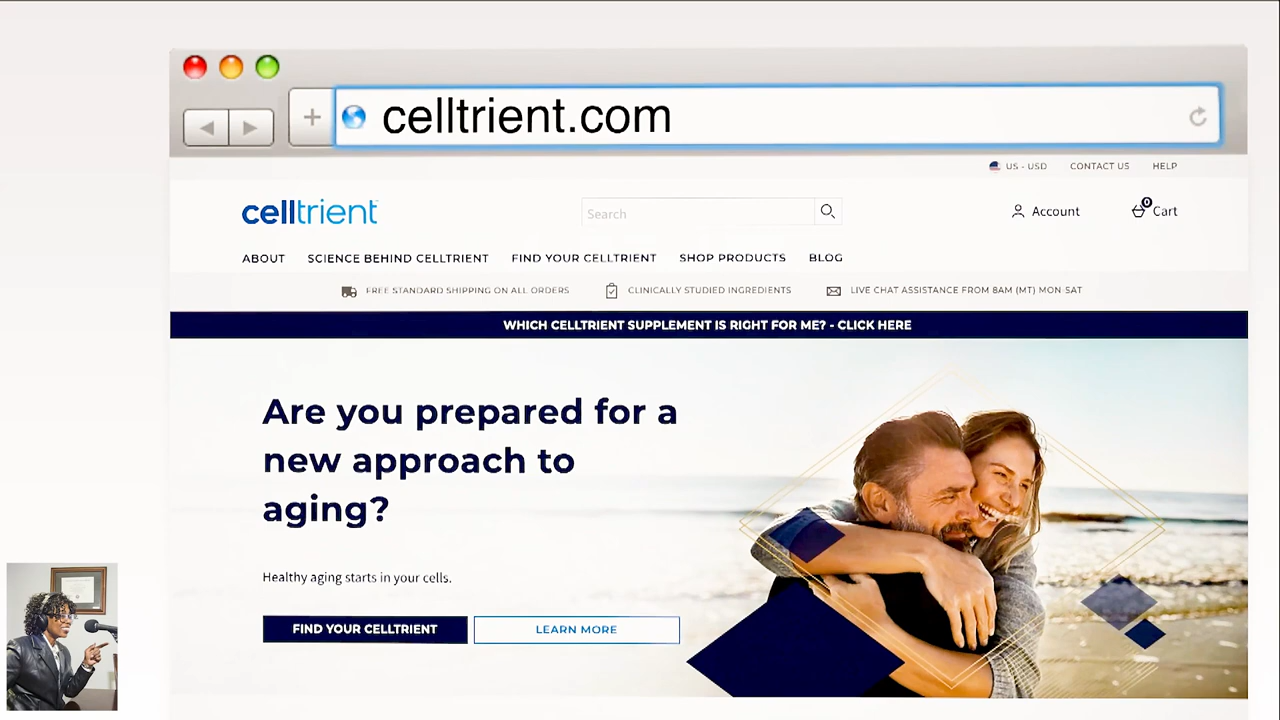 celltrient.com
US - USD CONTACT US HELP
celltrient
Search
Account
0
Cart
ABOUT SCIENCE BEHIND CELLTRIENT FIND YOUR CELLTRIENT SHOP PRODUCTS BLOG
FREE STANDARD SHIPPING ON ALL ORDERS CLINICALLY STUDIED INGREDIENTS LIVE CHAT ASSISTANCE FROM 8AM (MT) MON-SAT
WHICH CELLTRIENT SUPPLEMENT IS RIGHT FOR ME? - CLICK HERE
Are you prepared for a
new approach to
aging?
Healthy aging starts in your cells.
FIND YOUR CELLTRIENT LEARN MORE